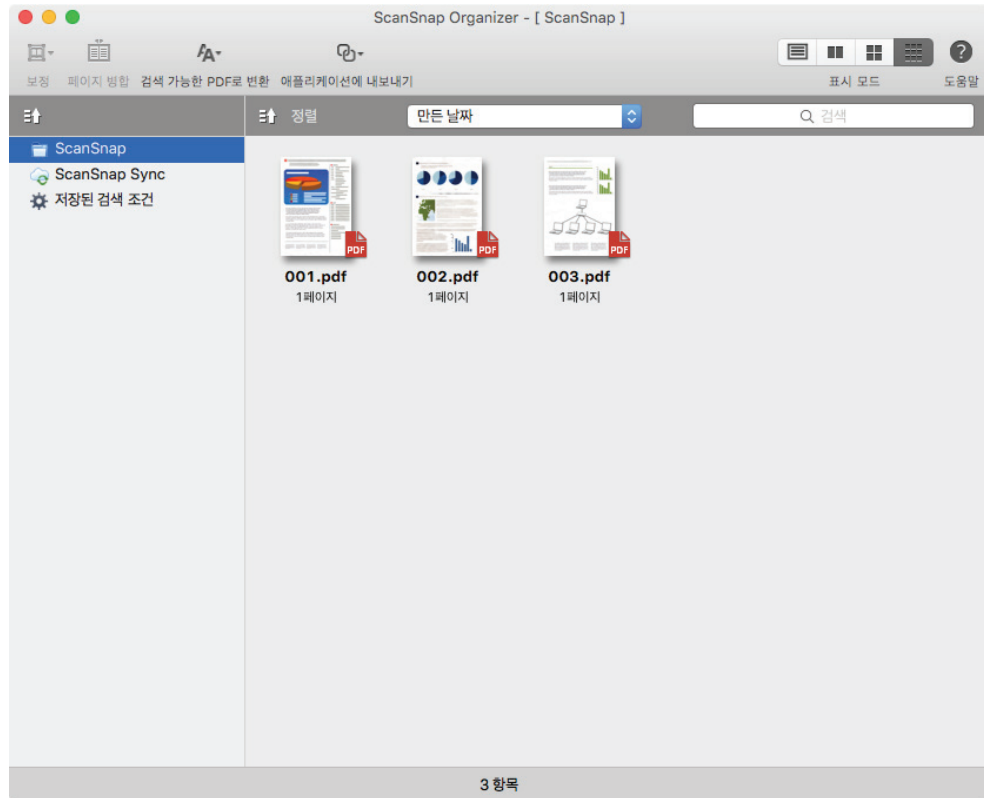 ScanSnap Organizer - [ ScanSnap ]
보정 페이지 병합 검색 가능한 PDF로 변환 애플리케이션에 내보내기 표시 모드 도움말
정렬 만든 날짜 검색
ScanSnap
ScanSnap Sync
저장된 검색 조건
PDF PDF PDF
001.pdf 002.pdf 003.pdf
1페이지 1페이지 1페이지
3 항목